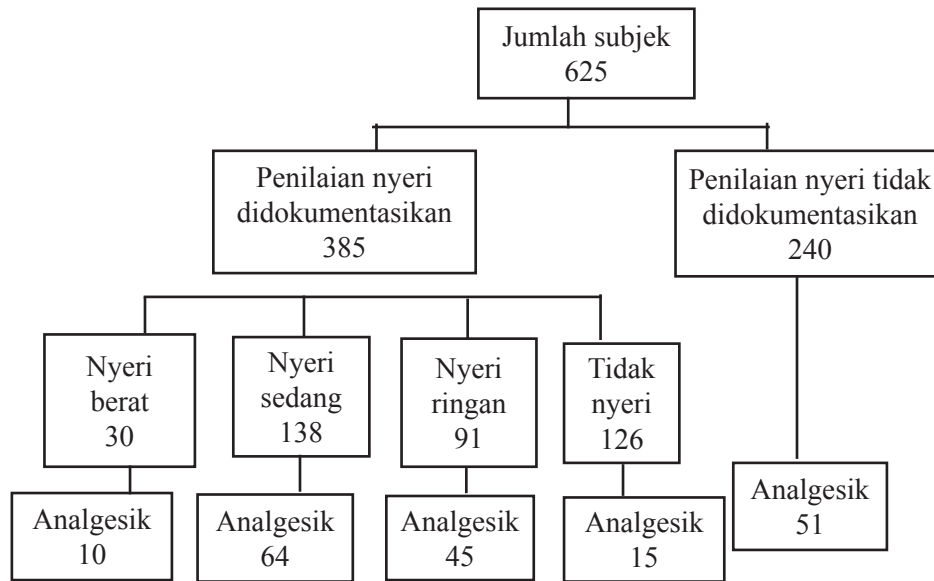 Jumlah subjek
625
Penilaian nyeri
didokumentasikan
385
Penilaian nyeri tidak
didokumentasikan
240
Nyeri
berat
30
Nyeri
sedang
138
Nyeri
ringan
91
Tidak
nyeri
126
Analgesik
10
Analgesik
64
Analgesik
45
Analgesik
15
Analgesik
51